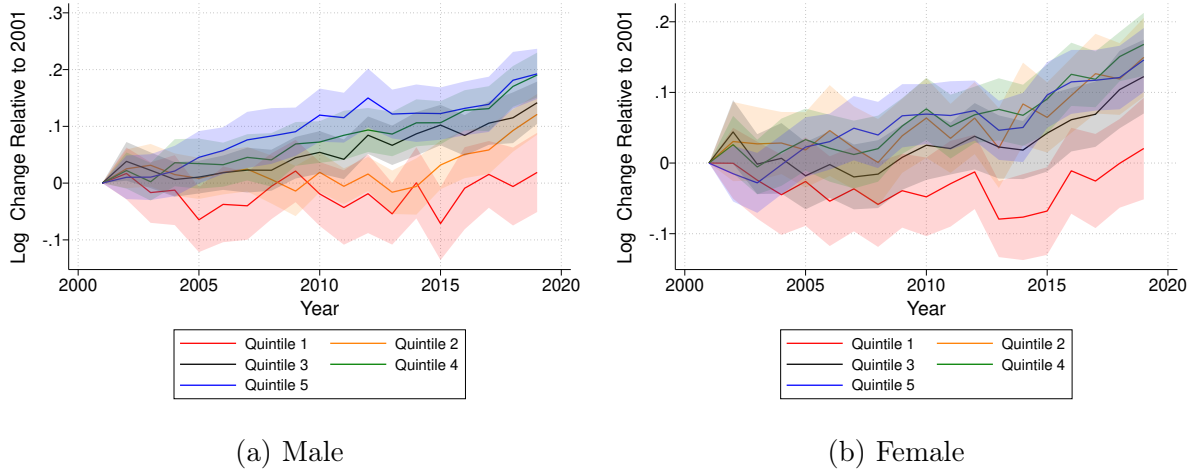 Log Change Relative to 2001
.3
.2
.1
0
-.1
2000 2005 2010 2015 2020
Year
Quintile 1 Quintile 2
Quintile 3 Quintile 4
Quintile 5
(a) Male
Log Change Relative to 2001
.2
.1
0
-.1
2000 2005 2010 2015 2020
Year
Quintile 1 Quintile 2
Quintile 3 Quintile 4
Quintile 5
(b) Female